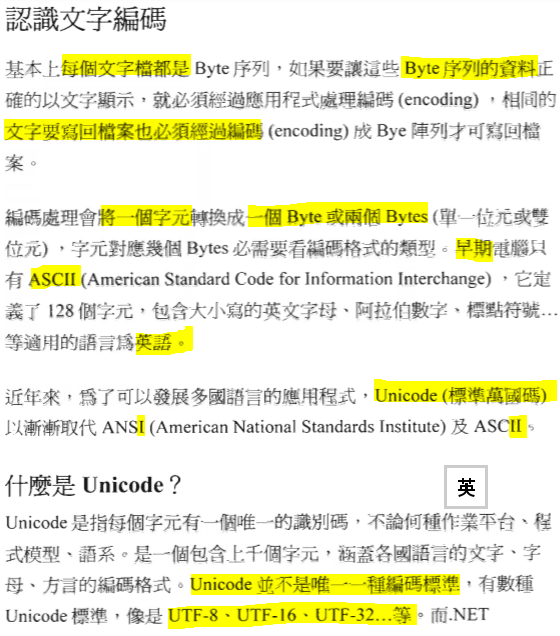 認識文字編碼
基本上每個文字檔都是 Byte 序列，如果要讓這些 Byte 序列的資料正
確的以文字顯示，就必須經過應用程式處理編碼 (encoding) ，相同的
文字要寫回檔案也必須經過編碼 (encoding) 成 Bye 陣列才可寫回檔
案。
編碼處理會將一個字元轉換成一個 Byte 或兩個 Bytes (單一位元或雙
位元) ，字元對應幾個 Bytes 必需要看編碼格式的類型。早期電腦只
有 ASCII (American Standard Code for Information Interchange) ，它定
義了 128 個字元，包含大小寫的英文字母、阿拉伯數字、標點符號…
等適用的語言為英語。
近年來，為了可以發展多國語言的應用程式，Unicode (標準萬國碼)
以漸漸取代 ANSI (American National Standards Institute) 及 ASCII。
什麼是 Unicode？
英
Unicode 是指每個字元有一個唯一的識別碼，不論何種作業平台、程
式模型、語系。是一個包含上千個字元，涵蓋各國語言的文字、字
母、方言的編碼格式。Unicode 並不是唯一一種編碼標準，有數種
Unicode 標準，像是 UTF-8、UTF-16、UTF-32…等。而.NET